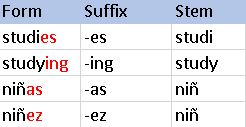 Form Suffix Stem
studies -es studi
studying -ing study
niñas -as niñ
niñez -ez niñ